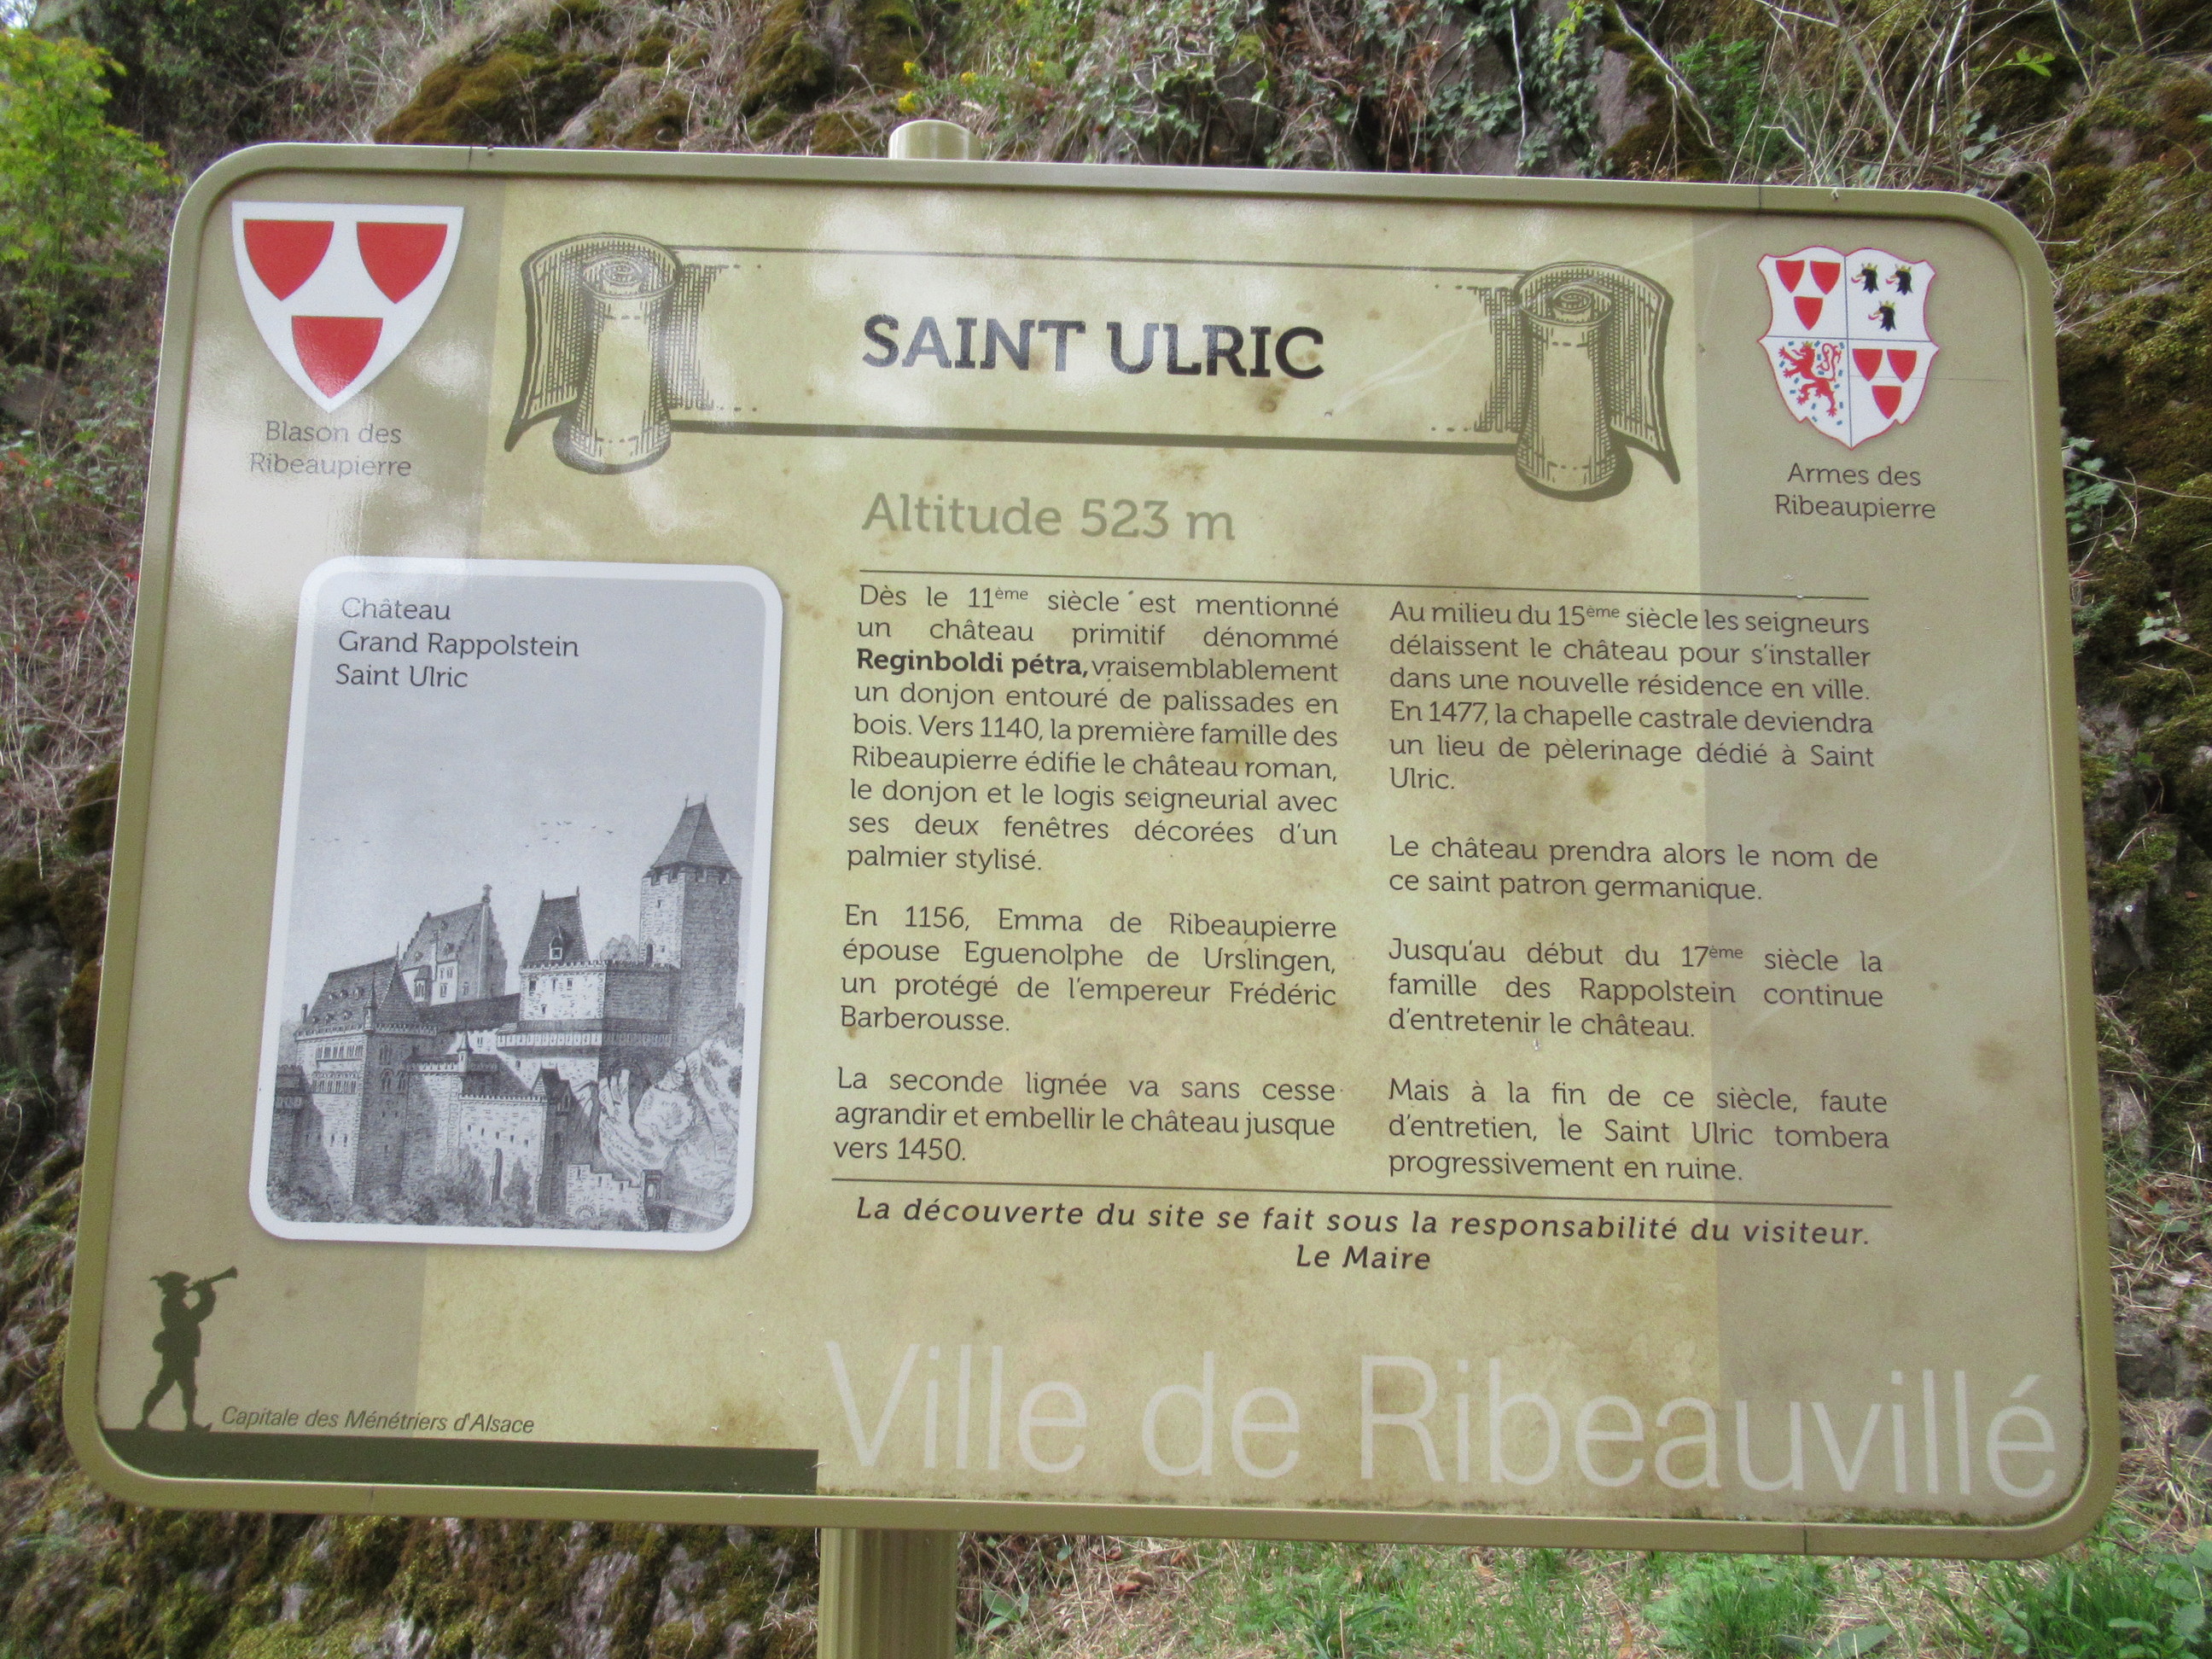 SAINT ULRIC
Blason des
Ribeaupierre
Armes des
Ribeaupierre
Altitude 523 m
Château
Grand Rappolstein
Saint Ulric
Dès le 11ème siècle est mentionné
un château primitif dénommé
Reginboldi pétra, vraisemblablement
un donjon entouré de palissades en
bois. Vers 1140, la première famille des
Ribeaupierre édifie le château roman,
le donjon et le logis seigneurial avec
ses deux fenêtres décorées d'un
palmier stylisé.
En 1156, Emma de Ribeaupierre
épouse Eguenolphe de Urslingen,
un protégé de l'empereur Frédéric
Barberousse.
La seconde lignée va sans cesse
agrandir et embellir le château jusque
vers 1450.
Au milieu du 15ème siècle les seigneurs
délaissent le château pour s'installer
dans une nouvelle résidence en ville.
En 1477, la chapelle castrale deviendra
un lieu de pèlerinage dédié à Saint
Ulric.
Le château prendra alors le nom de
ce saint patron germanique.
Jusqu'au début du 17ème siècle la
famille des Rappolstein continue
d'entretenir le château.
Mais à la fin de ce siècle, faute
d'entretien, le Saint Ulric tombera
progressivement en ruine.
La découverte du site se fait sous la responsabilité du visiteur.
Le Maire
Capitale des Ménétriers d'Alsace
Ville de Ribeauvillé